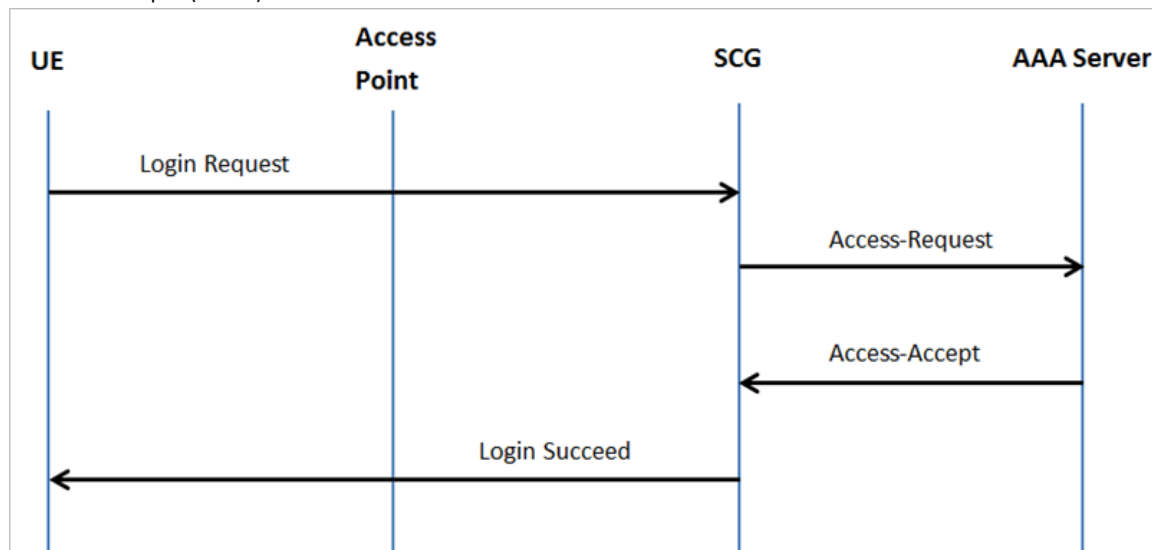 UE
Access
Point
SCG
AAA Server
Login Request
Access-Request
Access-Accept
Login Succeed